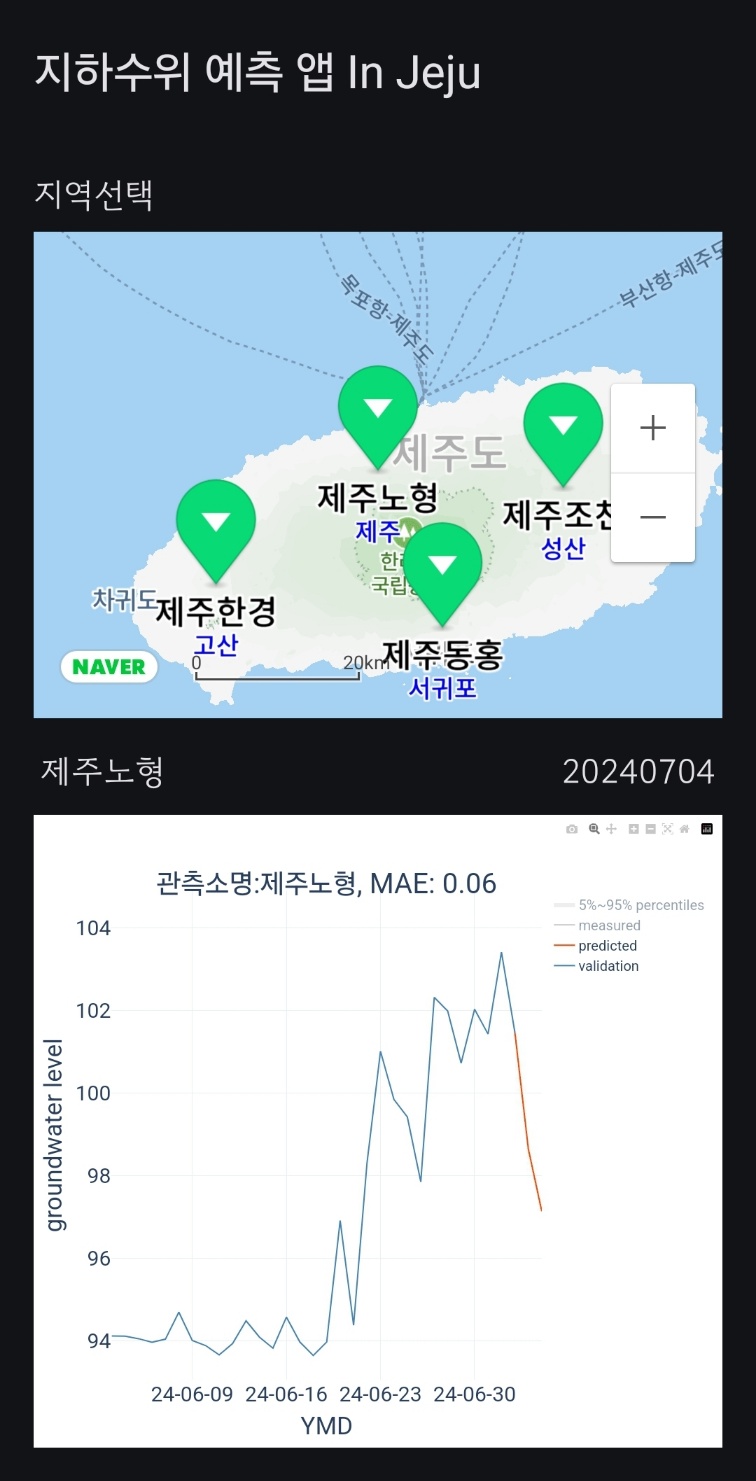 지하수위 예측 앱 In Jeju
지역선택
목포항-제주도
부산항-제주도
제주도
제주노형
제주
제주조천
성산
한라
국립공
차귀도
제주한경
고산
제주동홍
서귀포
NAVER
0
20km
+
−
제주노형
20240704
관측소명:제주노형, MAE: 0.06
5%~95% percentiles
measured
predicted
validation
104
102
100
98
96
94
groundwater level
24-06-09 24-06-16 24-06-23 24-06-30
YMD